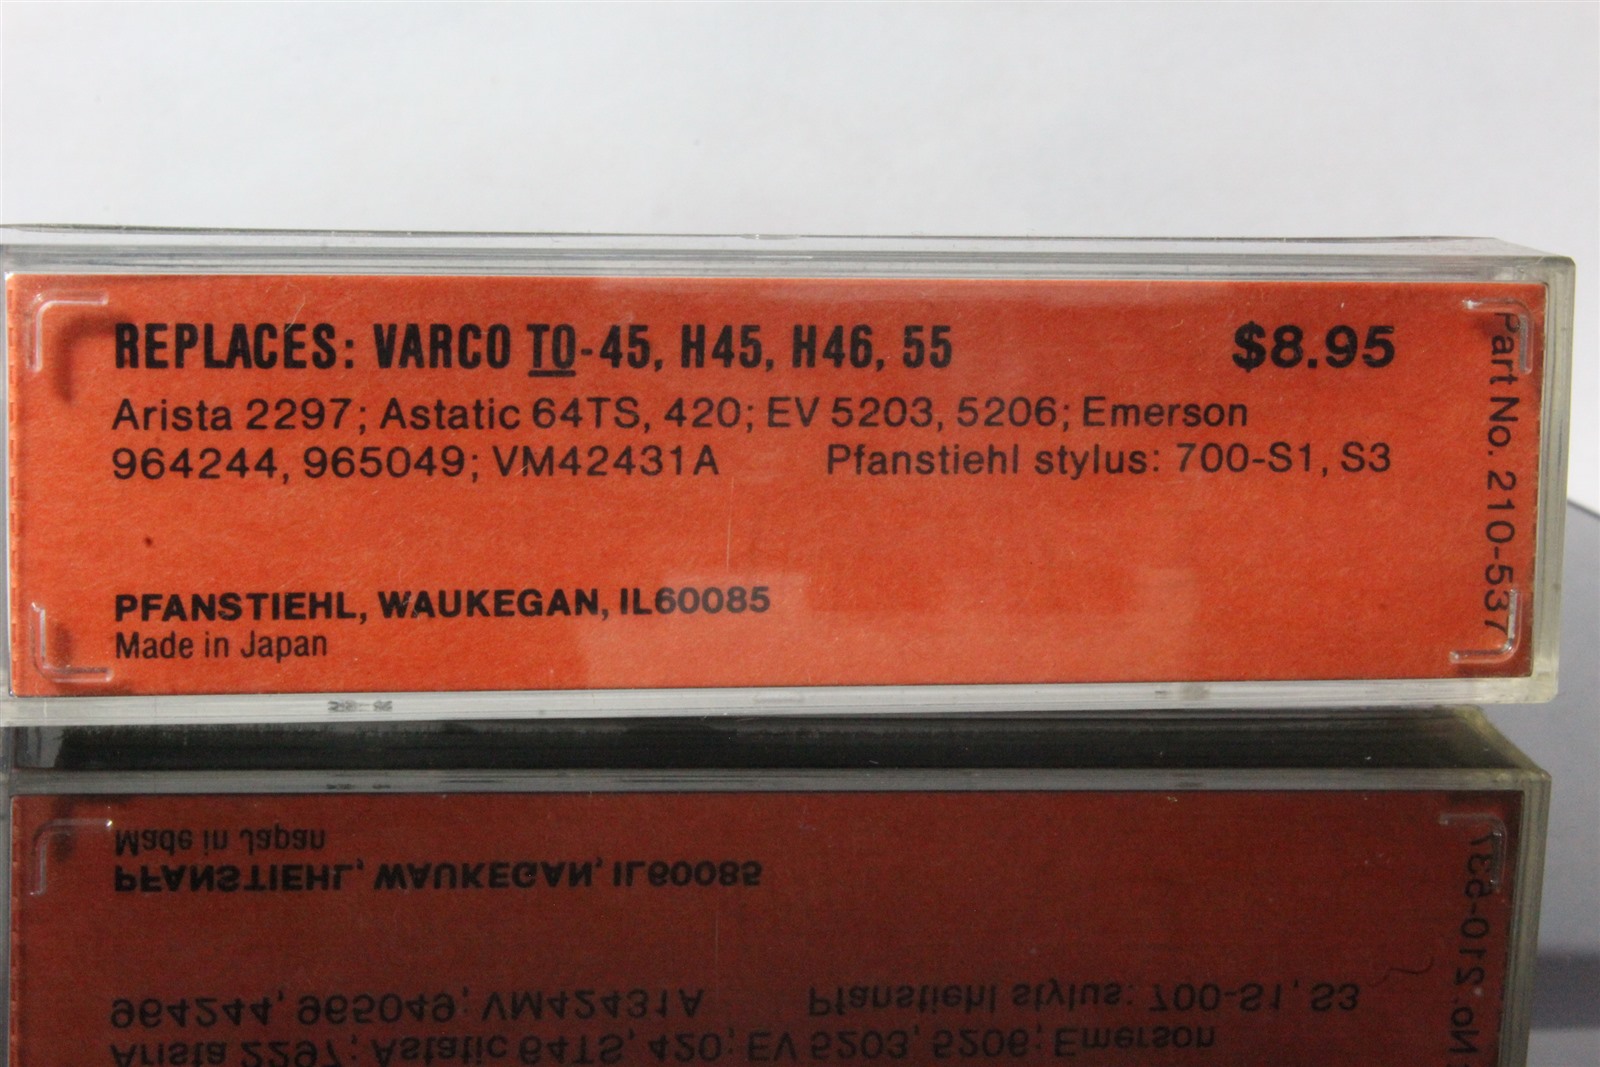 REPLACES: VARCO TO-45, H45, H46, 55 $8.95
Arista 2297; Astatic 64TS, 420; EV 5203, 5206; Emerson
964244, 965049; VM42431A Pfanstiehl stylus: 700-S1, S3
PFANSTIEHL, WAUKEGAN, IL60085
Made in Japan
Part No. 210-537